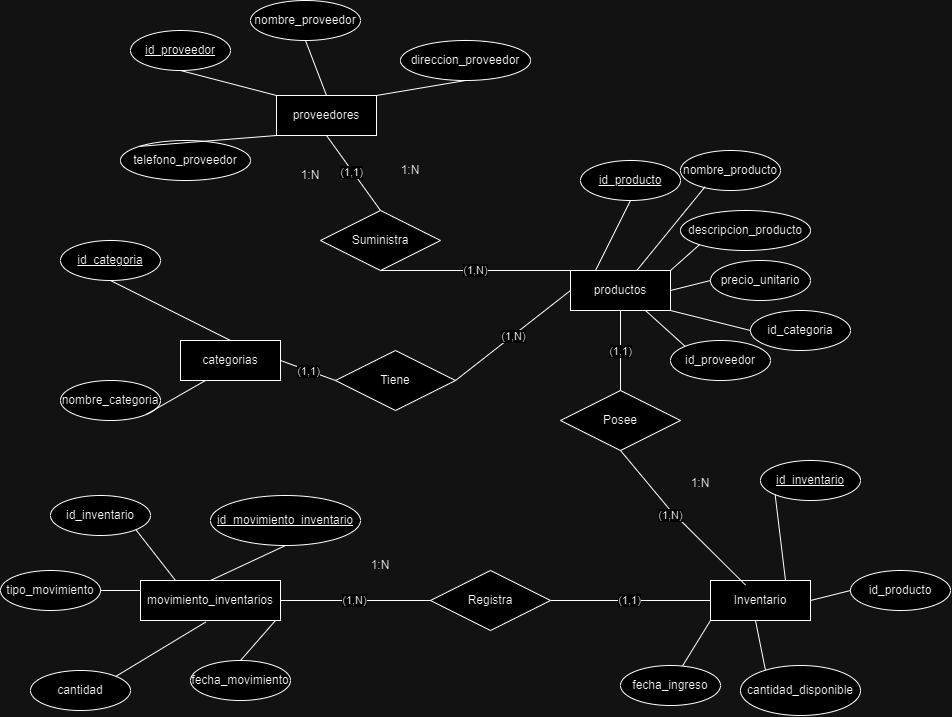 nombre_proveedor
id_proveedor
direccion_proveedor
proveedores
telefono_proveedor
1:N
(1,1)
1:N
id_producto
nombre_producto
Suministra
descripcion_producto
id_categoria
(1,N)
precio_unitario
productos
id_categoria
(1,N)
(1,1)
id_proveedor
categorias
(1,1)
Tiene
nombre_categoria
Posee
1:N
id_inventario
id_inventario
id_movimiento_inventario
(1,N)
1:N
tipo_movimiento
id_producto
movimiento_inventarios
(1,N)
Registra
(1,1)
Inventario
fecha_movimiento
fecha_ingreso
cantidad
cantidad_disponible